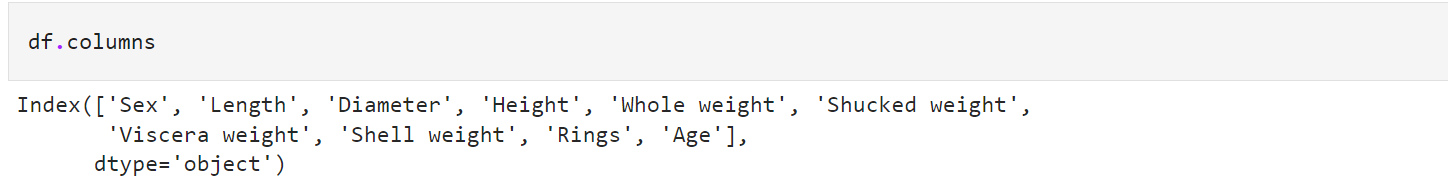 df.columns
Index(['Sex', 'Length', 'Diameter', 'Height', 'Whole weight', 'Shucked weight',
       'Viscera weight', 'Shell weight', 'Rings', 'Age'],
      dtype='object')